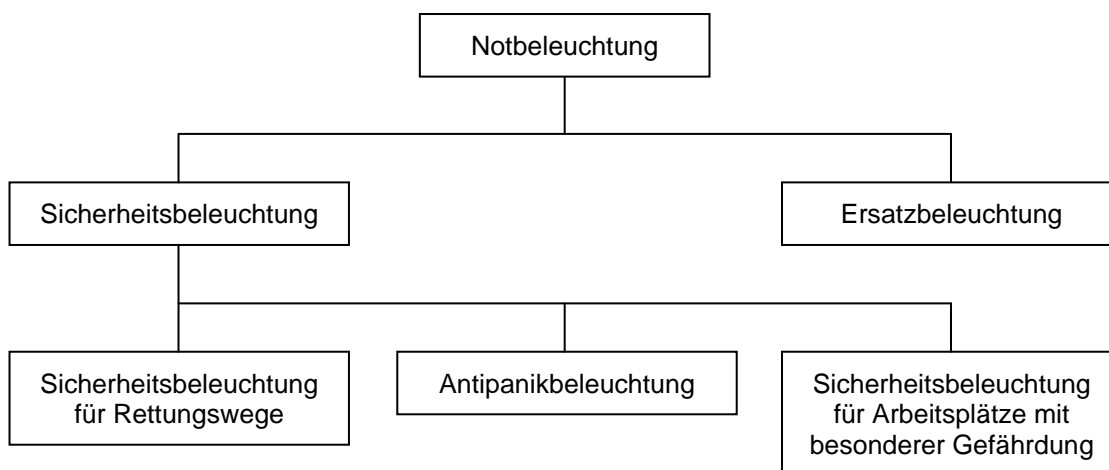 Notbeleuchtung
Sicherheitsbeleuchtung
Ersatzbeleuchtung
Sicherheitsbeleuchtung
für Rettungswege
Antipanikbeleuchtung
Sicherheitsbeleuchtung
für Arbeitsplätze mit
besonderer Gefährdung